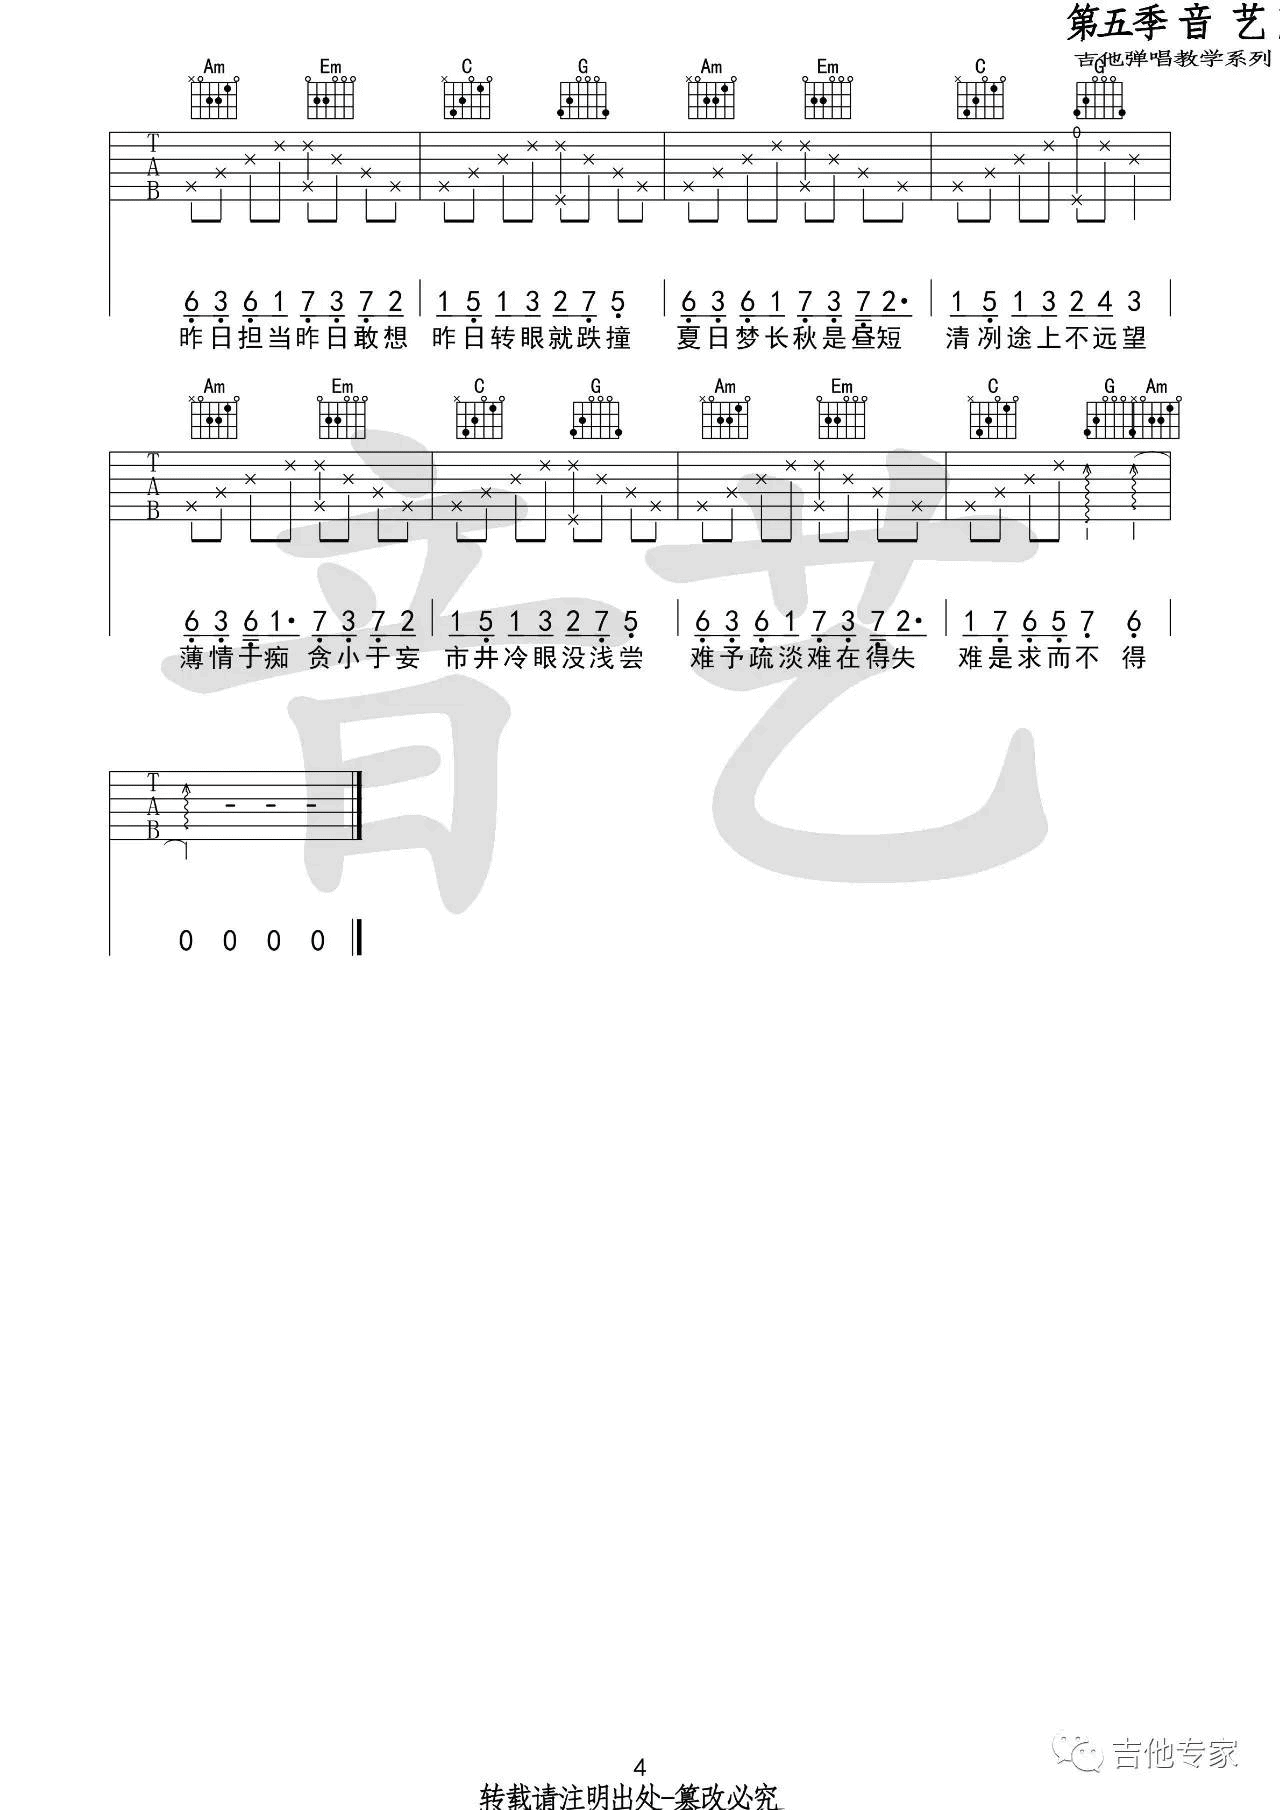 第五季音 艺
吉他弹唱教学系列
Am Em C G Am Em C G
T
A
B
0
6 3 6 1 7 3 7 2 1 5 1 3 2 7 5 6 3 6 1 7 3 7 2· 1 5 1 3 2 4 3
昨日担当昨日敢想 昨日转眼就跌撞 夏日梦长秋是昼短 清冽途上不远望
Am Em C G Am Em C G Am
T
A
B
6 3 6 1· 7 3 7 2 1 5 1 3 2 7 5 6 3 6 1 7 3 7 2· 1 7 6 5 7 6
薄情于痴 贪小于妄 市井冷眼没浅尝 难予疏淡难在得失 难是求而不 得
音艺
T
A
B
- - -
0 0 0 0
吉他专家
4
转载请注明出处-篡改必究